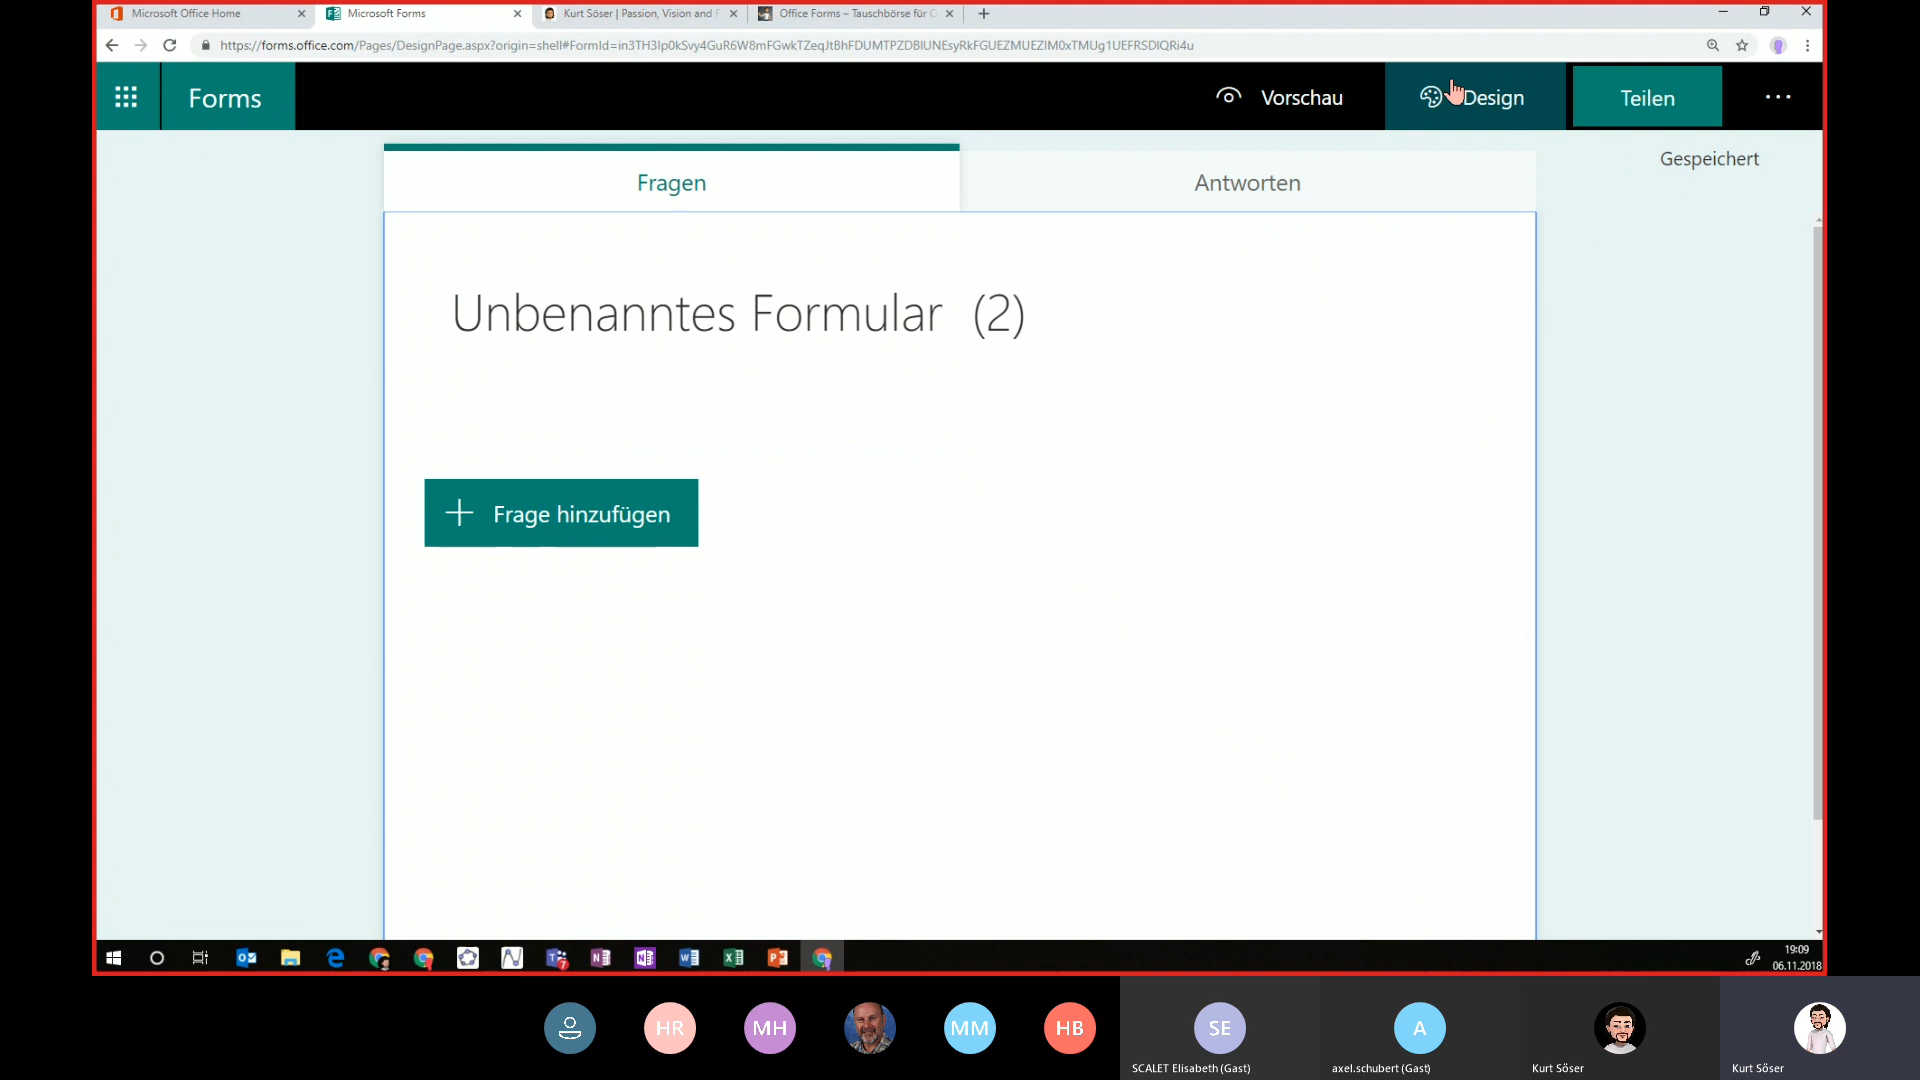 Microsoft Office Home
Microsoft Forms
Kurt Söser | Passion, Vision and F
Office Forms – Tauschbörse für O
https://forms.office.com/Pages/DesignPage.aspx?origin=shell#FormId=in3TH3Ip0kSvy4GuR6W8mFGwkTZeqJtBhFDUMTPZDBIUNEsyRkFGUEZMUEZIM0xTMUg1UEFRSDlQRi4u
Forms
Vorschau
Design
Teilen
Gespeichert
Fragen
Antworten
Unbenanntes Formular (2)
Frage hinzufügen
19:09
06.11.2018
HR
MH
MM
HB
SE
A
SCALET Elisabeth (Gast)
axel.schubert (Gast)
Kurt Söser
Kurt Söser